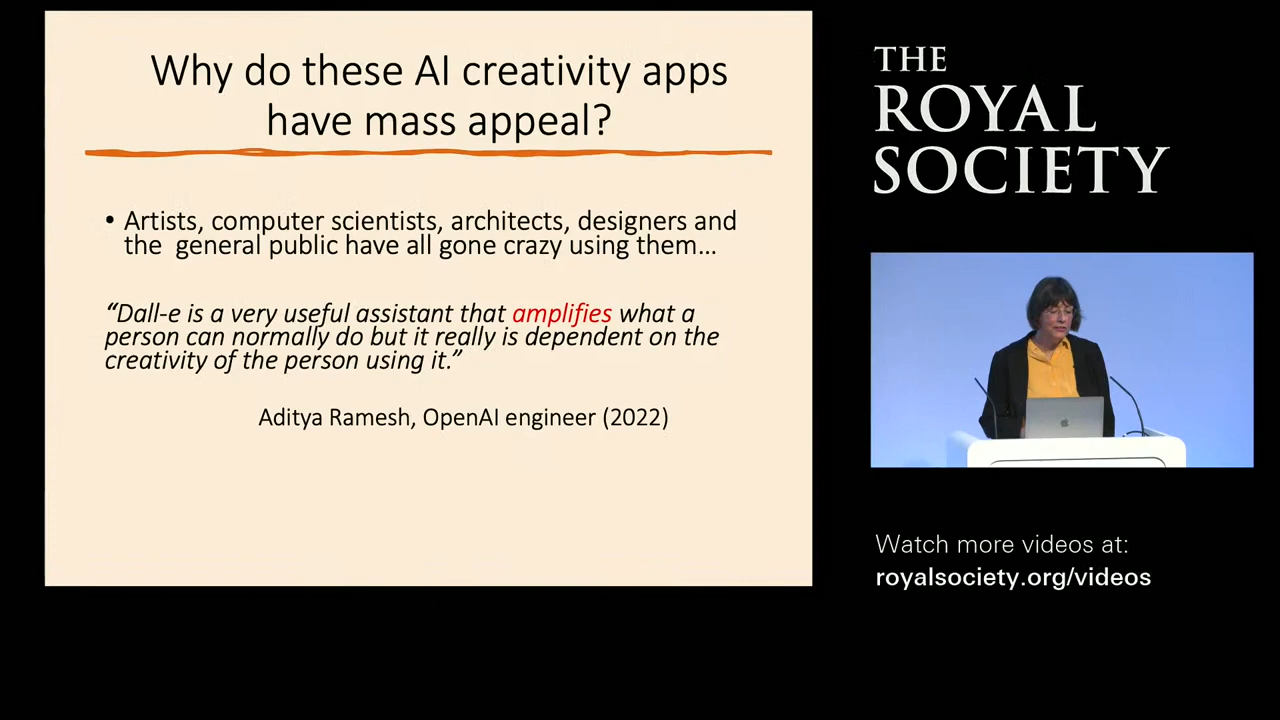 Why do these AI creativity apps
have mass appeal?
• Artists, computer scientists, architects, designers and
the  general public have all gone crazy using them…
“Dall-e is a very useful assistant that amplifies what a
person can normally do but it really is dependent on the
creativity of the person using it.”
Aditya Ramesh, OpenAI engineer (2022)
THE
ROYAL
SOCIETY
Watch more videos at:
royalsociety.org/videos